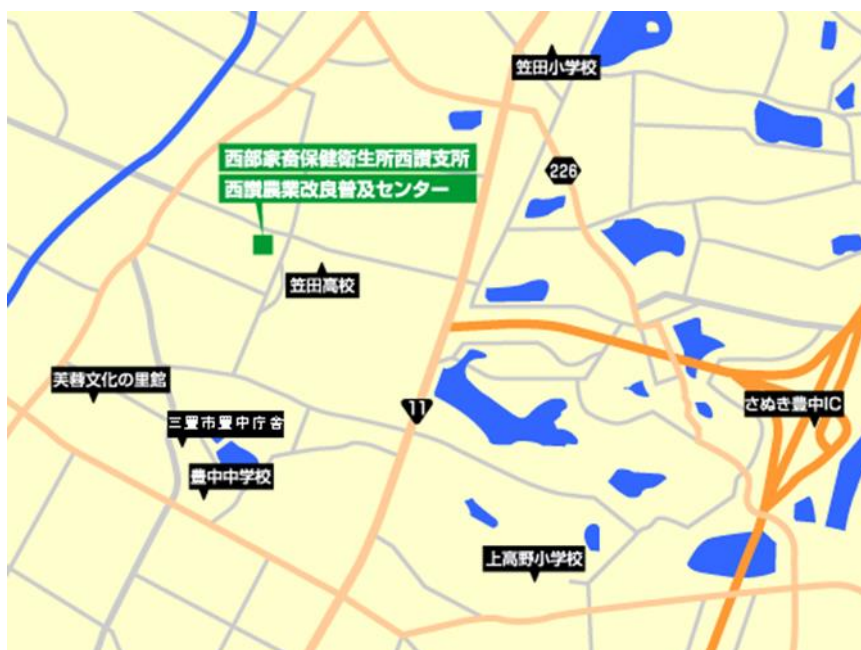 笠田小学校
西部家畜保健衛生所西讃支所
西讃農業改良普及センター
226
笠田高校
芙蓉文化の里館
11
さぬき豊中IC
三豊市豊中庁舎
豊中中学校
上高野小学校